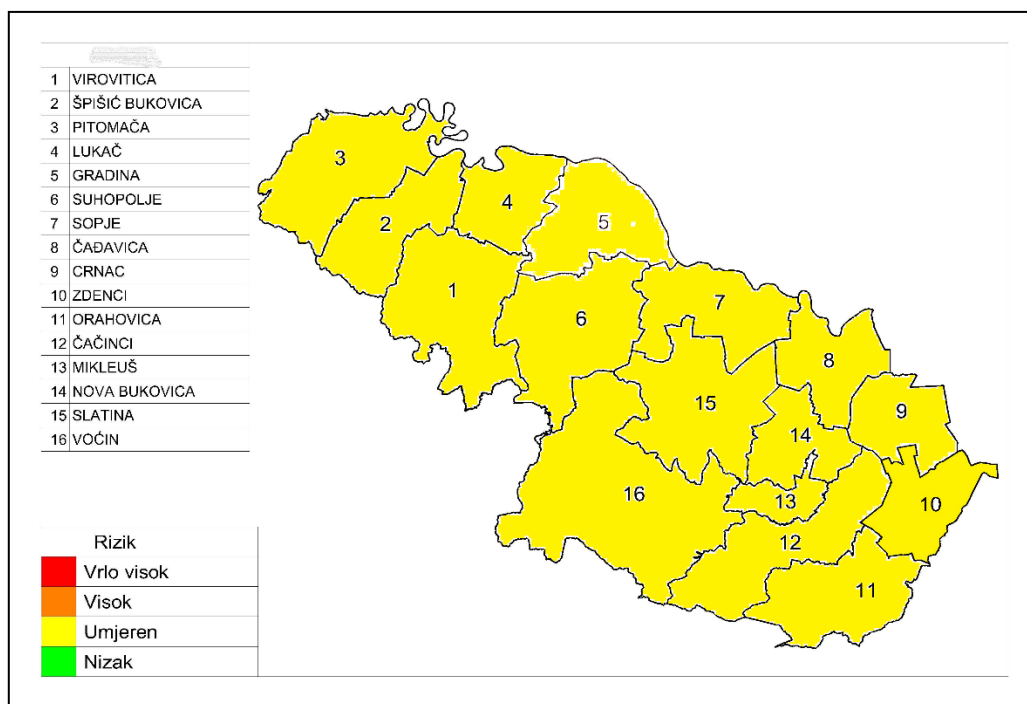 1 VIROVITICA
2 ŠPIŠIĆ BUKOVICA
3 PITOMAČA
4 LUKAČ
5 GRADINA
6 SUHOPOLJE
7 SOPJE
8 ČAĐAVICA
9 CRNAC
10 ZDENCI
11 ORAHOVICA
12 ČAČINCI
13 MIKLEUŠ
14 NOVA BUKOVICA
15 SLATINA
16 VOĆIN
Rizik
Vrlo visok
Visok
Umjeren
Nizak
3
4
2
5
1
6
7
8
15
9
14
16
13
10
12
11